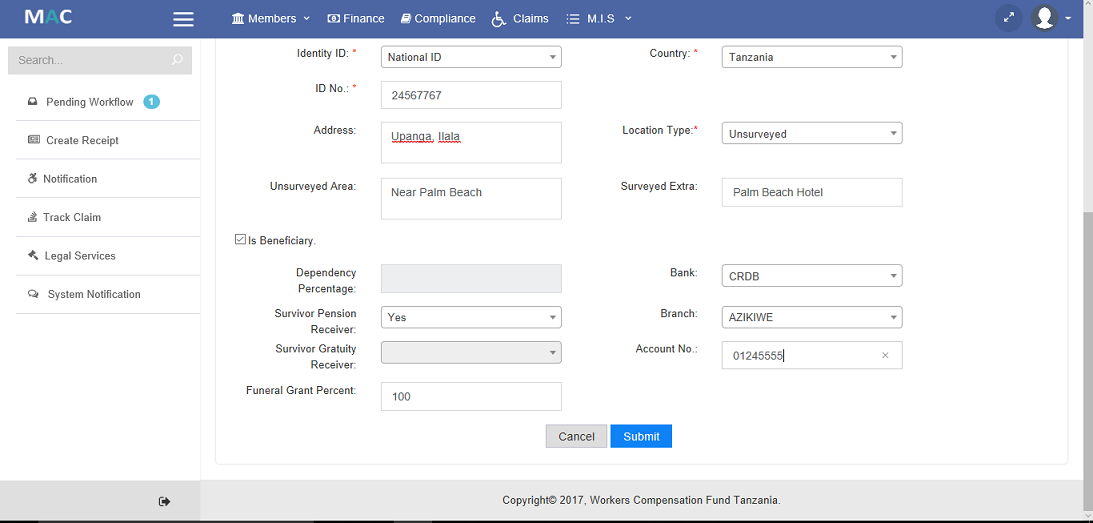 MAC
Members
Finance
Compliance
Claims
M.I.S
Search...
Pending Workflow 1
Create Receipt
Notification
Track Claim
Legal Services
System Notification
Identity ID: * National ID Country: * Tanzania
ID No.: * 24567767
Address: Upanga, Ilala Location Type:* Unsurveyed
Unsurveyed Area: Near Palm Beach Surveyed Extra: Palm Beach Hotel
Is Beneficiary.
Dependency
Percentage:
Bank: CRDB
Survivor Pension
Receiver:
Yes
Branch: AZIKIWE
Survivor Gratuity
Receiver:
Account No.: 01245555 ×
Funeral Grant Percent: 100
Cancel Submit
Copyright© 2017, Workers Compensation Fund Tanzania.